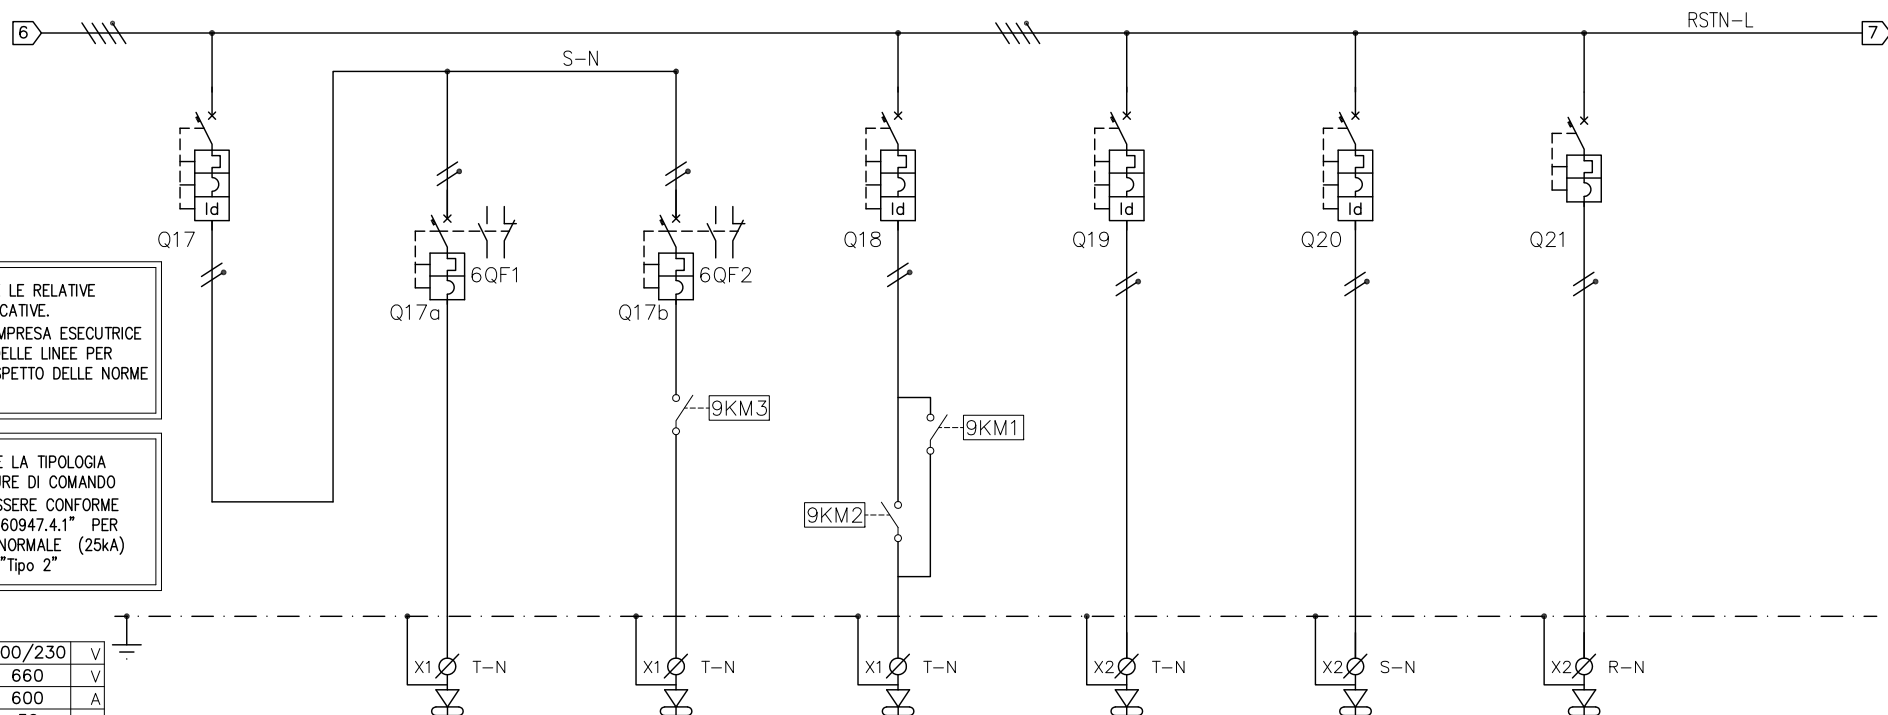 6
RSTN-L
7
S-N
Id
Id
Id
Id
Q17
Q18
Q19
Q20
Q21
6QF1
6QF2
Q17a
Q17b
LE RELATIVE
CATIVE.
MPRESA ESECUTRICE
DELLE LINEE PER
SPETTO DELLE NORME
9KM3
9KM1
9KM2
E LA TIPOLOGIA
URE DI COMANDO
SSERE CONFORME
60947.4.1" PER
NORMALE (25kA)
"Tipo 2"
00/230 V
660 V
600 A
X1 T-N
X1 T-N
X1 T-N
X2 T-N
X2 S-N
X2 R-N